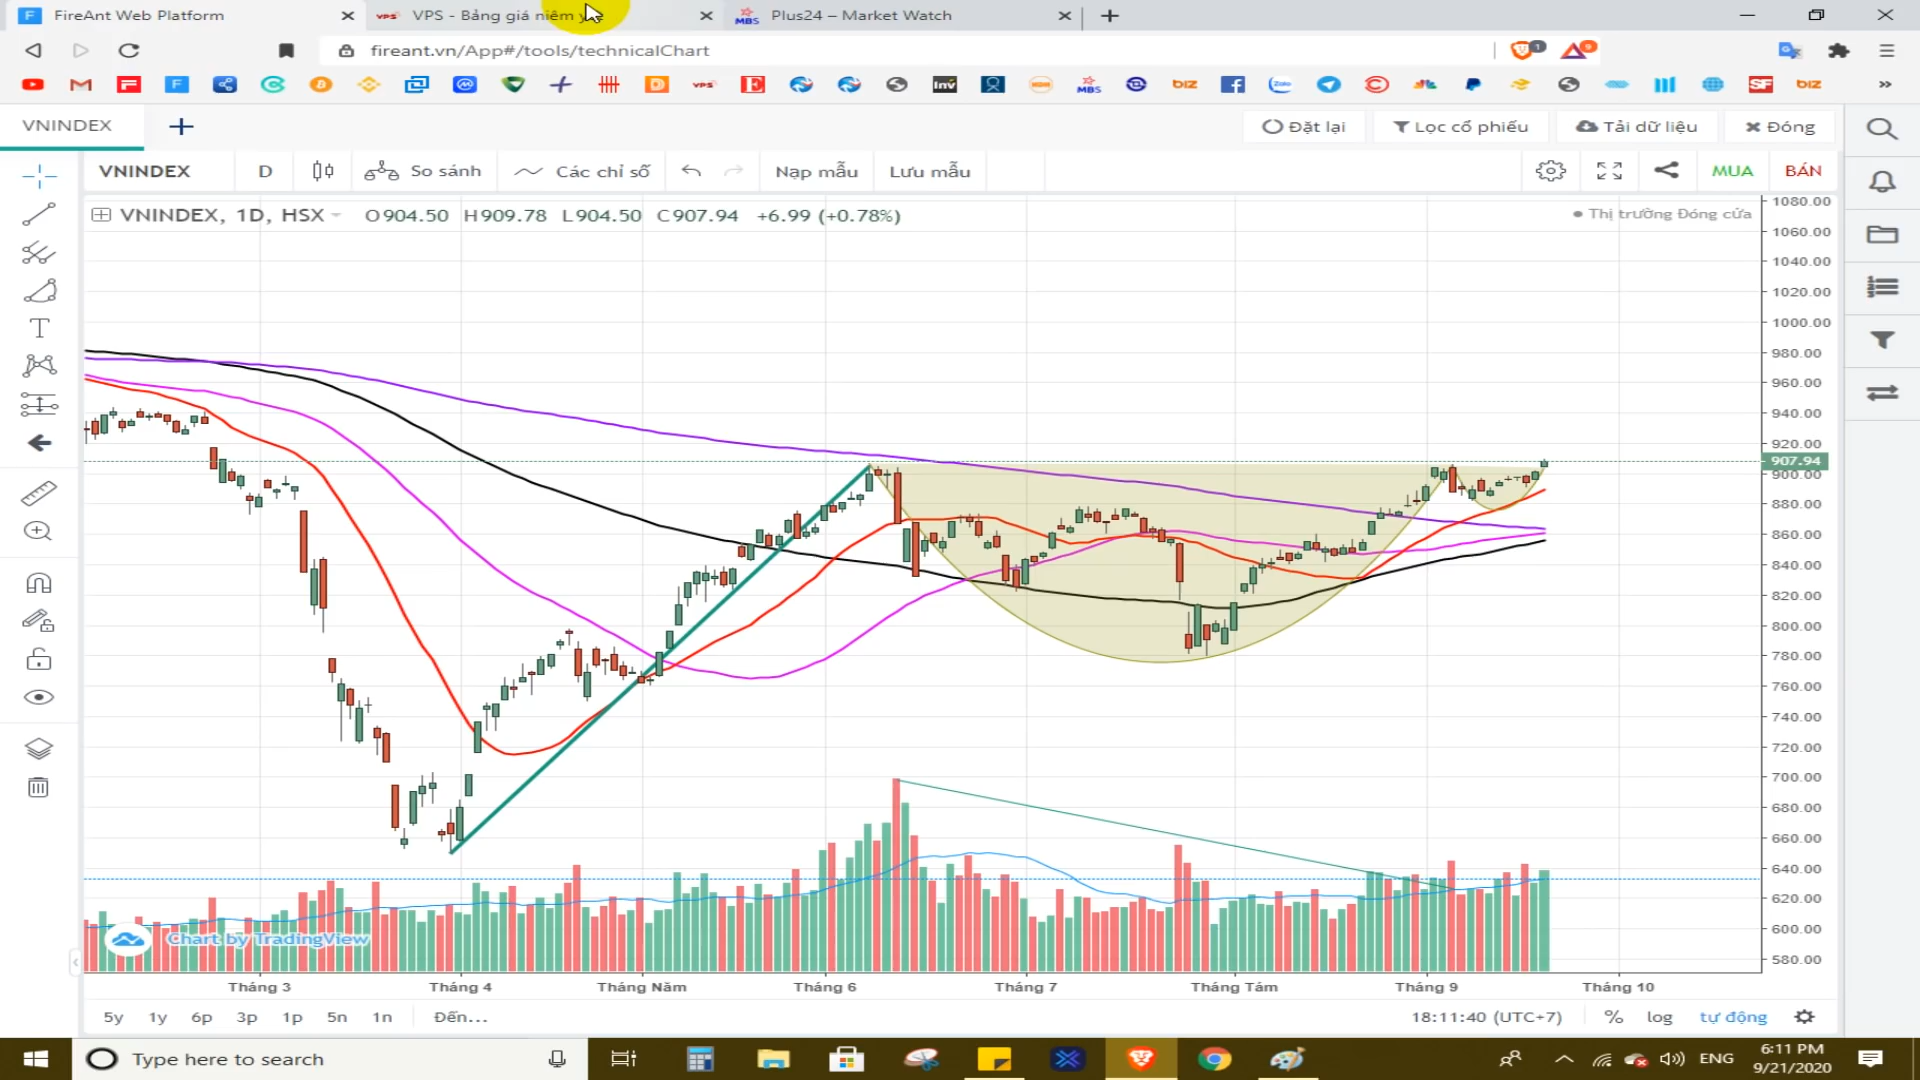 FireAnt Web Platform
VPS - Bảng giá niêm y
MBS Plus24 – Market Watch
fireant.vn/App#/tools/technicalChart
VNINDEX
Đặt lại
Lọc cổ phiếu
Tải dữ liệu
Đóng
VNINDEX
D
So sánh
Các chỉ số
Nạp mẫu
Lưu mẫu
MUA
BÁN
VNINDEX, 1D, HSX O904.50 H909.78 L904.50 C907.94 +6.99 (+0.78%)
Thị trường Đóng cửa
1080.00
1060.00
1040.00
1020.00
1000.00
980.00
960.00
940.00
920.00
907.94
900.00
880.00
860.00
840.00
820.00
800.00
780.00
760.00
740.00
720.00
700.00
680.00
660.00
640.00
620.00
600.00
580.00
Chart by TradingView
Tháng 3
Tháng 4
Tháng Năm
Tháng 6
Tháng 7
Tháng Tám
Tháng 9
Tháng 10
5y 1y 6p 3p 1p 5n 1n Đến...
18:11:40 (UTC+7) % log tự động
Type here to search
ENG
6:11 PM
9/21/2020